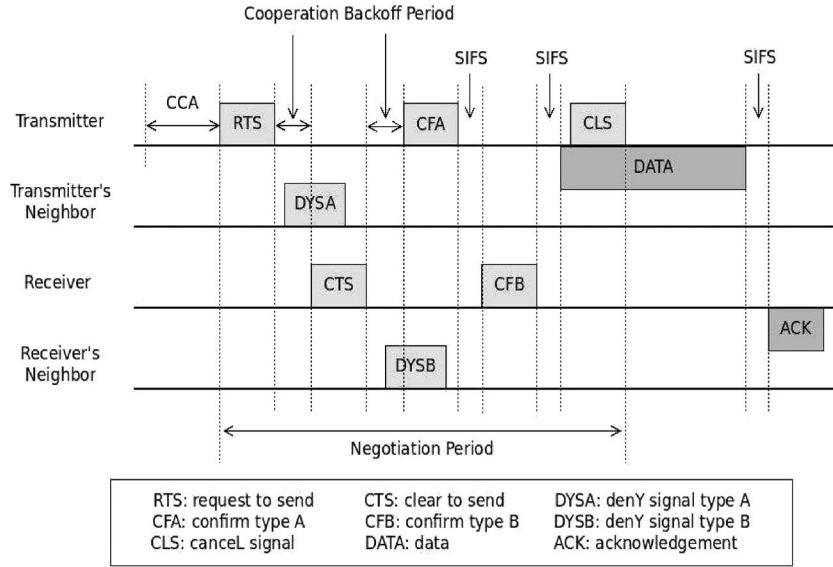 Cooperation Backoff Period
SIFS SIFS SIFS
CCA
Transmitter RTS CFA CLS
DATA
Transmitter's
Neighbor
DYSA
Receiver CTS CFB
ACK
Receiver's
Neighbor
DYSB
Negotiation Period
RTS: request to send CTS: clear to send DYSA: denY signal type A
CFA: confirm type A CFB: confirm type B DYSB: denY signal type B
CLS: canceL signal DATA: data ACK: acknowledgement